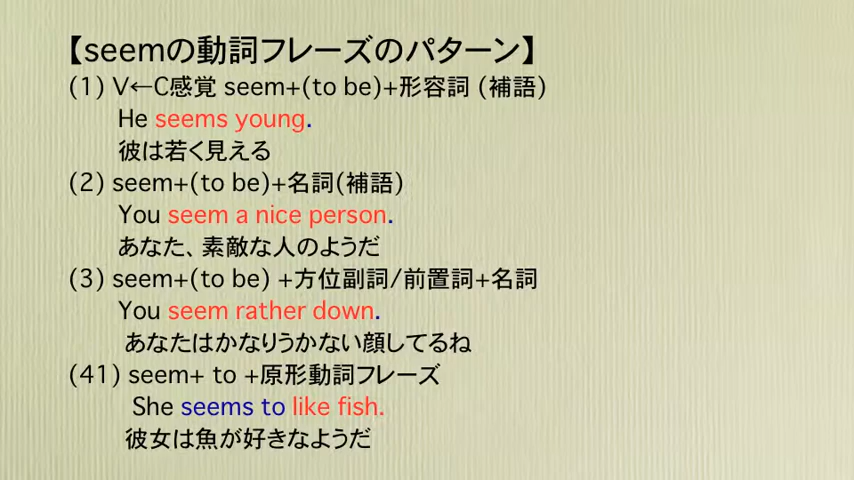 【seemの動詞フレーズのパターン】
(1) V←C感覚 seem+(to be)+形容詞 (補語)
He seems young.
彼は若く見える
(2) seem+(to be)+名詞(補語)
You seem a nice person.
あなた、素敵な人のようだ
(3) seem+(to be) +方位副詞/前置詞+名詞
You seem rather down.
あなたはかなりうかない顔してるね
(41) seem+ to +原形動詞フレーズ
She seems to like fish.
彼女は魚が好きなようだ